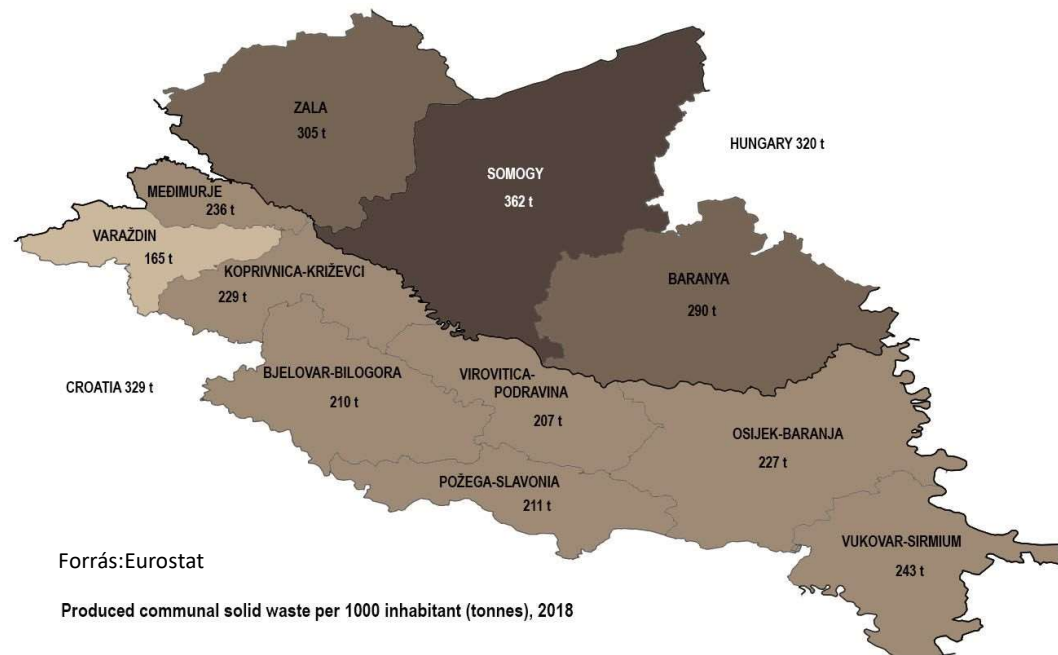 ZALA
305 t
HUNGARY 320 t
SOMOGY
362 t
MEĐIMURJE
236 t
VARAŽDIN
165 t
KOPRIVNICA-KRIŽEVCI
229 t
BARANYA
290 t
CROATIA 329 t
BJELOVAR-BILOGORA
210 t
VIROVITICA-
PODRAVINA
207 t
OSIJEK-BARANJA
227 t
POŽEGA-SLAVONIA
211 t
VUKOVAR-SIRMIUM
243 t
Forrás:Eurostat
Produced communal solid waste per 1000 inhabitant (tonnes), 2018